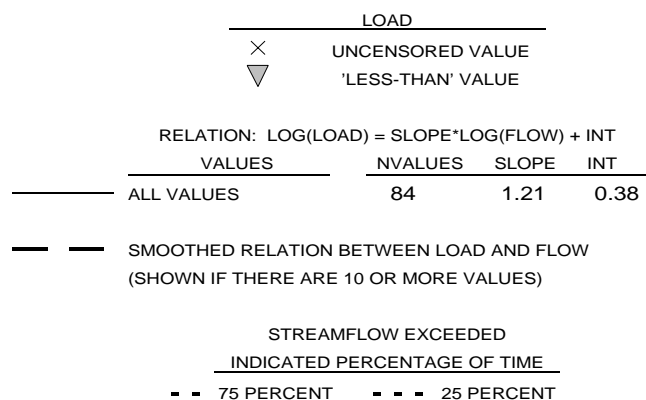 LOAD
UNCENSORED VALUE
'LESS-THAN' VALUE
RELATION: LOG(LOAD) = SLOPE*LOG(FLOW) + INT
VALUES NVALUES SLOPE INT
ALL VALUES 84 1.21 0.38
SMOOTHED RELATION BETWEEN LOAD AND FLOW
(SHOWN IF THERE ARE 10 OR MORE VALUES)
STREAMFLOW EXCEEDED
INDICATED PERCENTAGE OF TIME
75 PERCENT 25 PERCENT